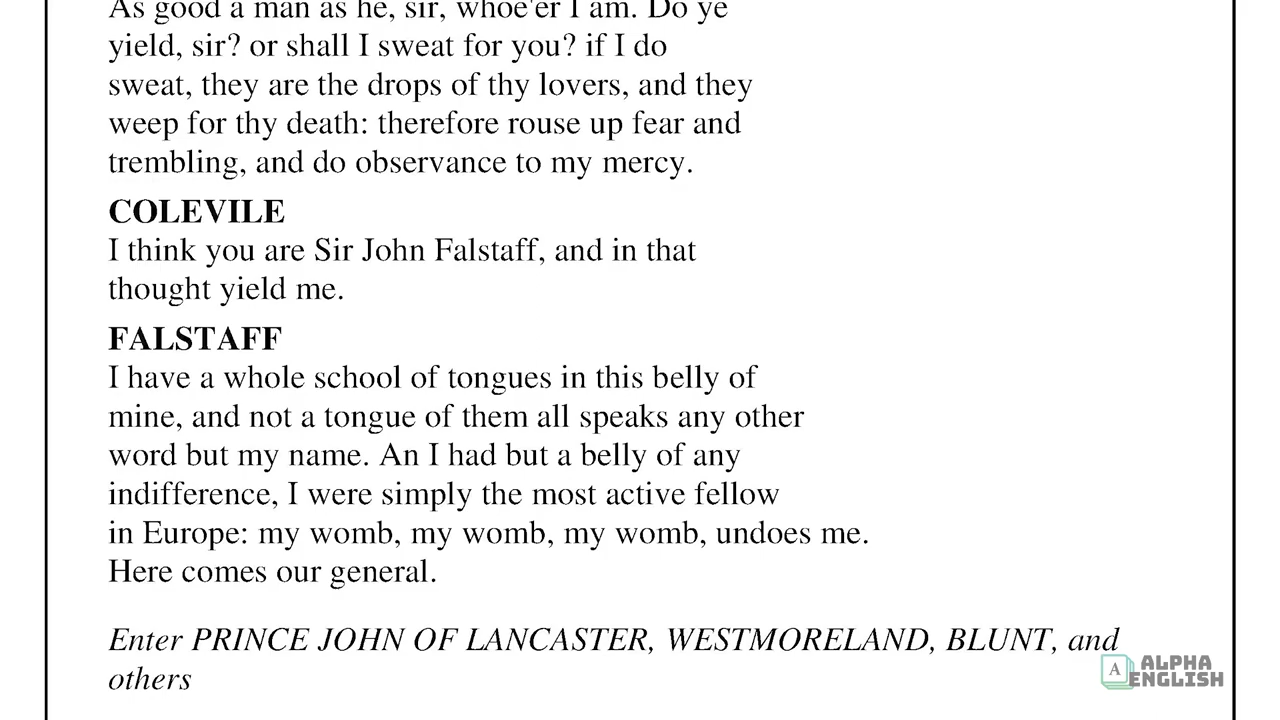 As good a man as he, sir, whoe'er I am. Do ye
yield, sir? or shall I sweat for you? if I do
sweat, they are the drops of thy lovers, and they
weep for thy death: therefore rouse up fear and
trembling, and do observance to my mercy.
COLEVILE
I think you are Sir John Falstaff, and in that
thought yield me.
FALSTAFF
I have a whole school of tongues in this belly of
mine, and not a tongue of them all speaks any other
word but my name. An I had but a belly of any
indifference, I were simply the most active fellow
in Europe: my womb, my womb, my womb, undoes me.
Here comes our general.
Enter PRINCE JOHN OF LANCASTER, WESTMORELAND, BLUNT, and
others
A ALPHA
ENGLISH